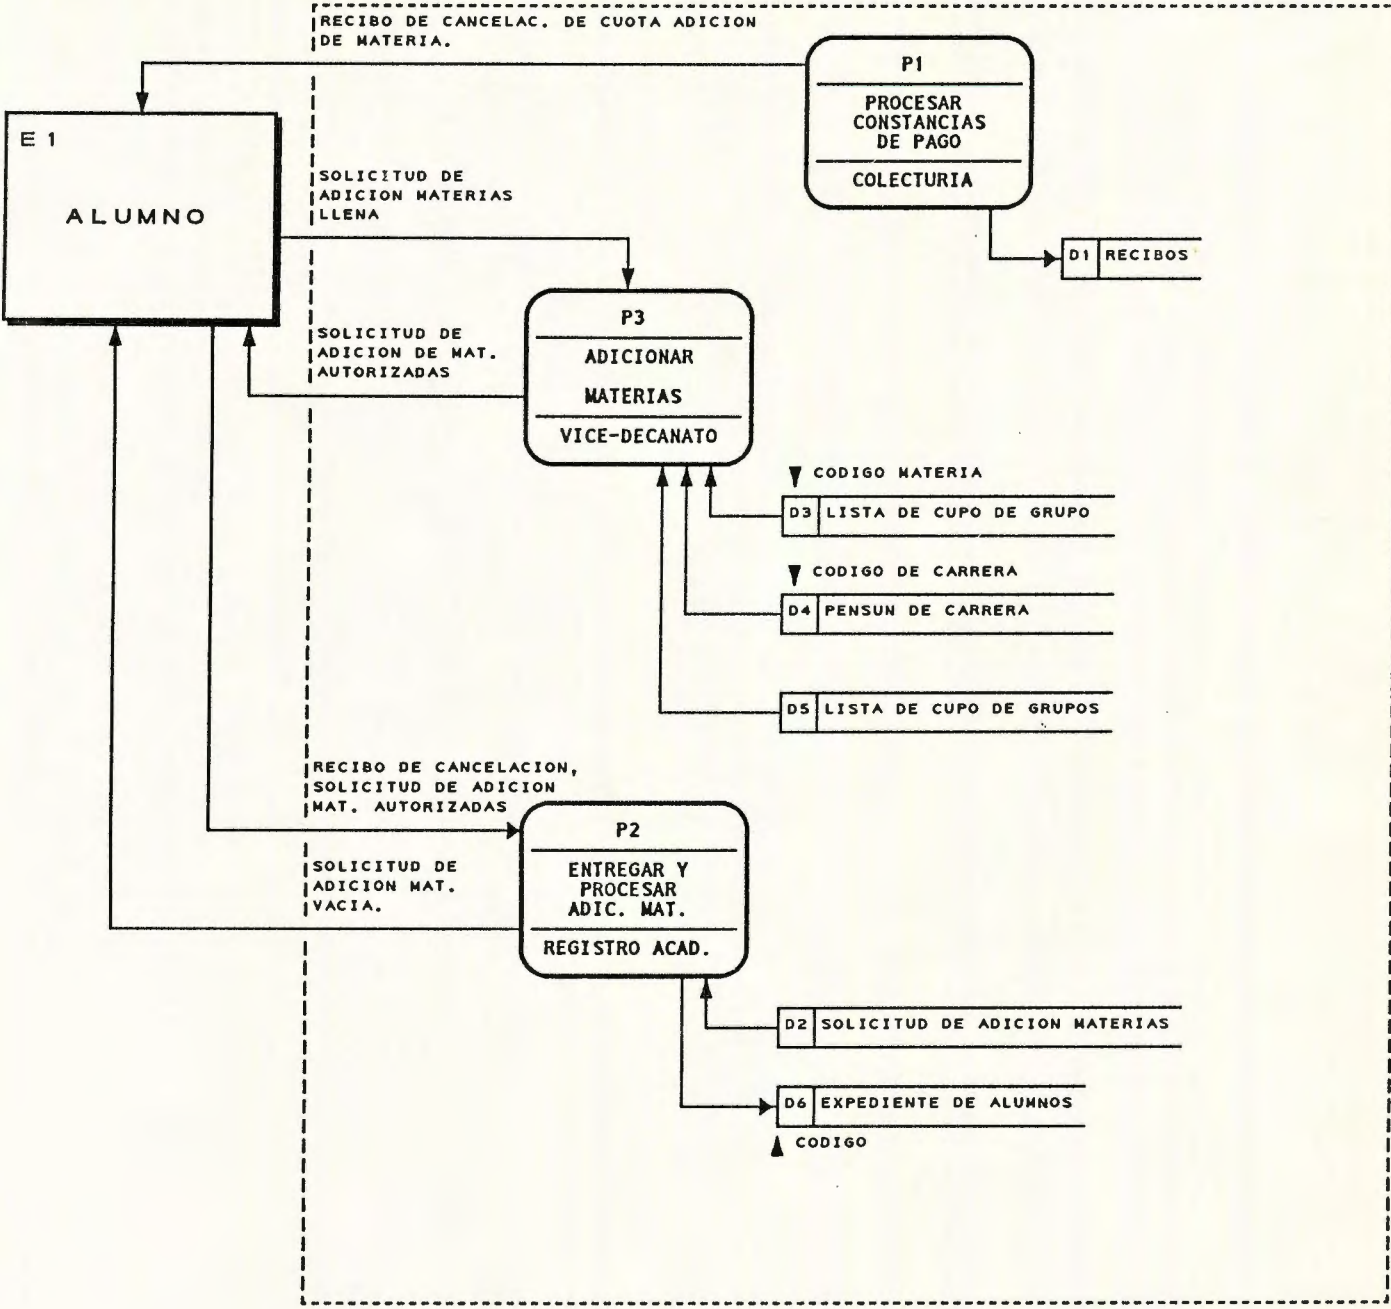 RECIBO DE CANCELAC. DE CUOTA ADICION
DE MATERIA.
P1
PROCESAR
CONSTANCIAS
DE PAGO
COLECTURIA
E 1
ALUMNO
SOLICITUD DE
ADICION MATERIAS
LLENA
D1 RECIBOS
P3
ADICIONAR
MATERIAS
VICE-DECANATO
SOLICITUD DE
ADICION DE MAT.
AUTORIZADAS
CODIGO MATERIA
D3 LISTA DE CUPO DE GRUPO
CODIGO DE CARRERA
D4 PENSUN DE CARRERA
D5 LISTA DE CUPO DE GRUPOS
RECIBO DE CANCELACION,
SOLICITUD DE ADICION
MAT. AUTORIZADAS
P2
ENTREGAR Y
PROCESAR
ADIC. MAT.
REGISTRO ACAD.
SOLICITUD DE
ADICION MAT.
VACIA.
D2 SOLICITUD DE ADICION MATERIAS
D6 EXPEDIENTE DE ALUMNOS
CODIGO